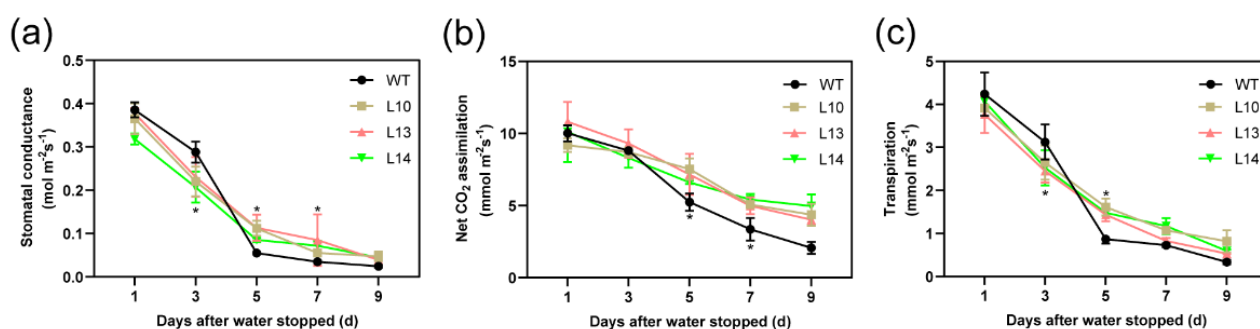 (a)
Stomatal conductance
(mol m⁻²s⁻¹)
0.5
0.4
0.3
0.2
0.1
0.0
WT
L10
L13
L14
*
*
*
1 3 5 7 9
Days after water stopped (d)
(b)
Net CO₂ assimilation
(mmol m⁻²s⁻¹)
15
10
5
0
WT
L10
L13
L14
*
*
1 3 5 7 9
Days after water stopped (d)
(c)
Transpiration
(mmol m⁻²s⁻¹)
5
4
3
2
1
0
WT
L10
L13
L14
*
*
1 3 5 7 9
Days after water stopped (d)